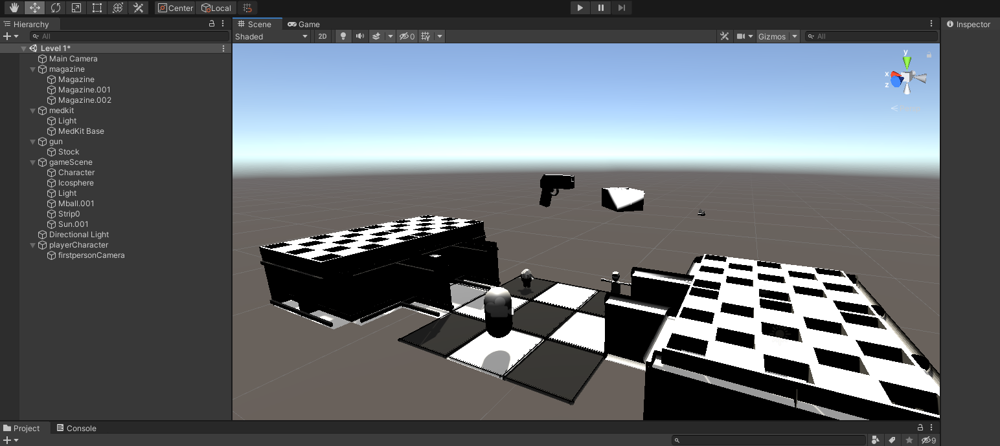 Center Local
Hierarchy
Scene Game
Inspector
All
Shaded 2D 0 Gizmos All
Level 1*
Main Camera
magazine
Magazine
Magazine.001
Magazine.002
medkit
Light
MedKit Base
gun
Stock
gameScene
Character
Icosphere
Light
Mball.001
Strip0
Sun.001
Directional Light
playerCharacter
firstpersonCamera
y
x
z
Project Console
9